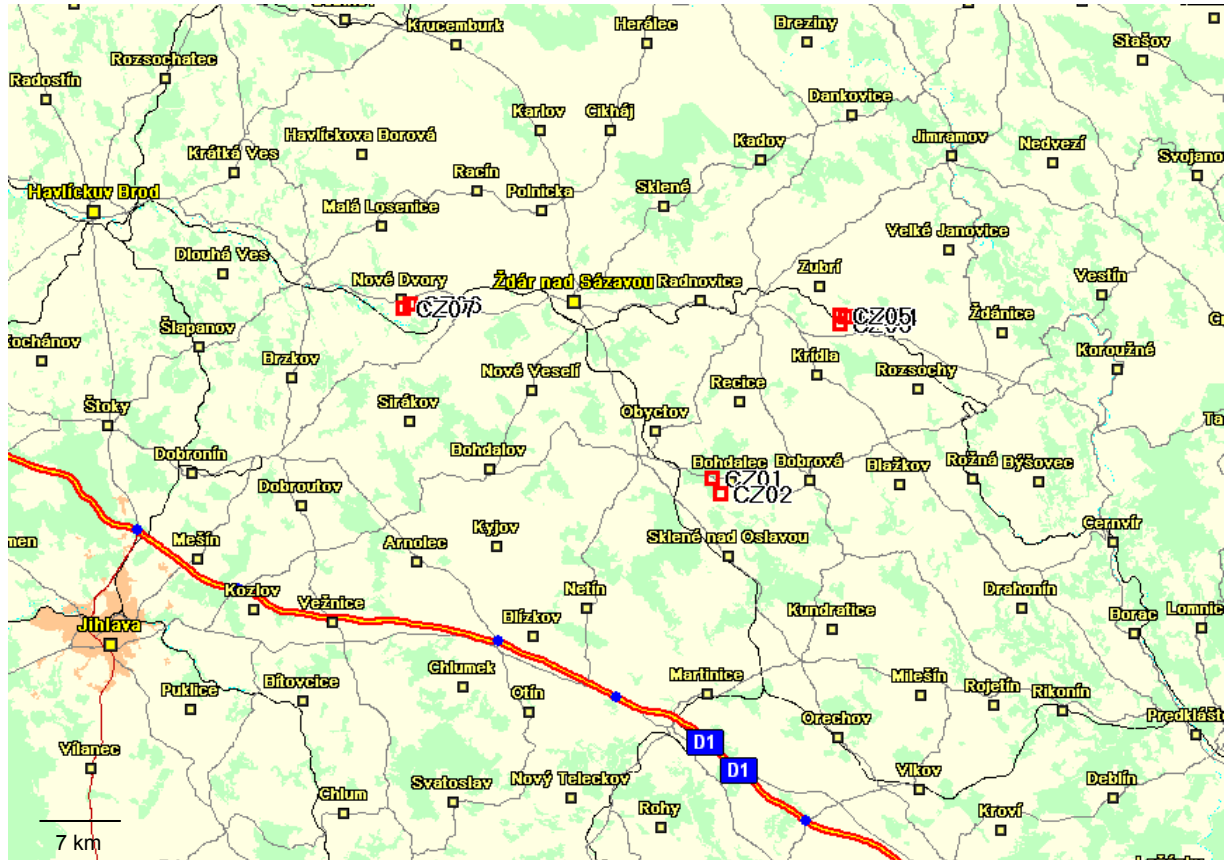 Krucemburk
Herálec
Breziny
Stašov
Rozsochatec
Radostín
Dankovice
Karlov
Cikháj
Havlíckova Borová
Kadov
Jimramov
Nedvezí
Krátká Ves
Svojano
Racín
Havlíckuv Brod
Polnicka
Sklené
Malá Losenice
Velké Janovice
Dlouhá Ves
Nové Dvory
Ždár nad Sázavou
Radnovice
Zubrí
Vestín
CZ07
CZ05
Šlapanov
Ždánice
Brzkov
Krídla
Koroužné
Nové Veselí
Recice
Rozsochy
Štoky
Sirákov
Obyctov
Dobronín
Bohdalov
Bohdalec
Bobrová
Blažkov
Rožná
Býšovec
CZ01
CZ02
Dobroutov
Mešín
Kyjov
Arnolec
Sklené nad Oslavou
Cernvír
Kozlov
Vežnice
Netín
Drahonín
Kundratice
Borac
Lomnic
Jihlava
Blízkov
Chlumek
Martinice
Milešín
Rojetín
Rikonín
Puklice
Bítovcice
Otín
Orechov
Predklášte
D1
Vílanec
D1
Svatoslav
Nový Teleckov
Vlkov
Deblín
Chlum
Rohy
Kroví
7 km